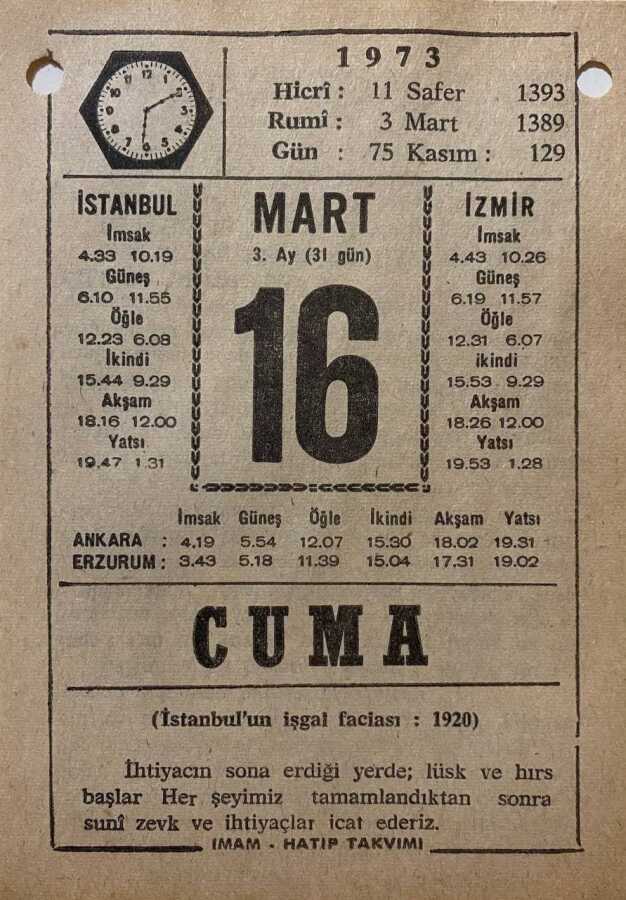 1973
Hicrî : 11 Safer 1393
Rumî : 3 Mart 1389
Gün : 75 Kasım : 129
İSTANBUL
İmsak
4.33 10.19
Güneş
6.10 11.55
Öğle
12.23 6.08
İkindi
15.44 9.29
Akşam
18.16 12.00
Yatsı
19.47 1.31
MART
3. Ay (31 gün)
16
İZMİR
İmsak
4.43 10.26
Güneş
6.19 11.57
Öğle
12.31 6.07
ikindi
15.53 9.29
Akşam
18.26 12.00
Yatsı
19.53 1.28
İmsak Güneş Öğle İkindi Akşam Yatsı
ANKARA : 4.19 5.54 12.07 15.30 18.02 19.31
ERZURUM : 3.43 5.18 11.39 15.04 17.31 19.02
CUMA
(İstanbul'un işgal faciası : 1920)
İhtiyacın sona erdiği yerde; lüsk ve hırs
başlar Her şeyimiz tamamlandıktan sonra
sunî zevk ve ihtiyaçlar icat ederiz.
İMAM - HATİP TAKVİMİ